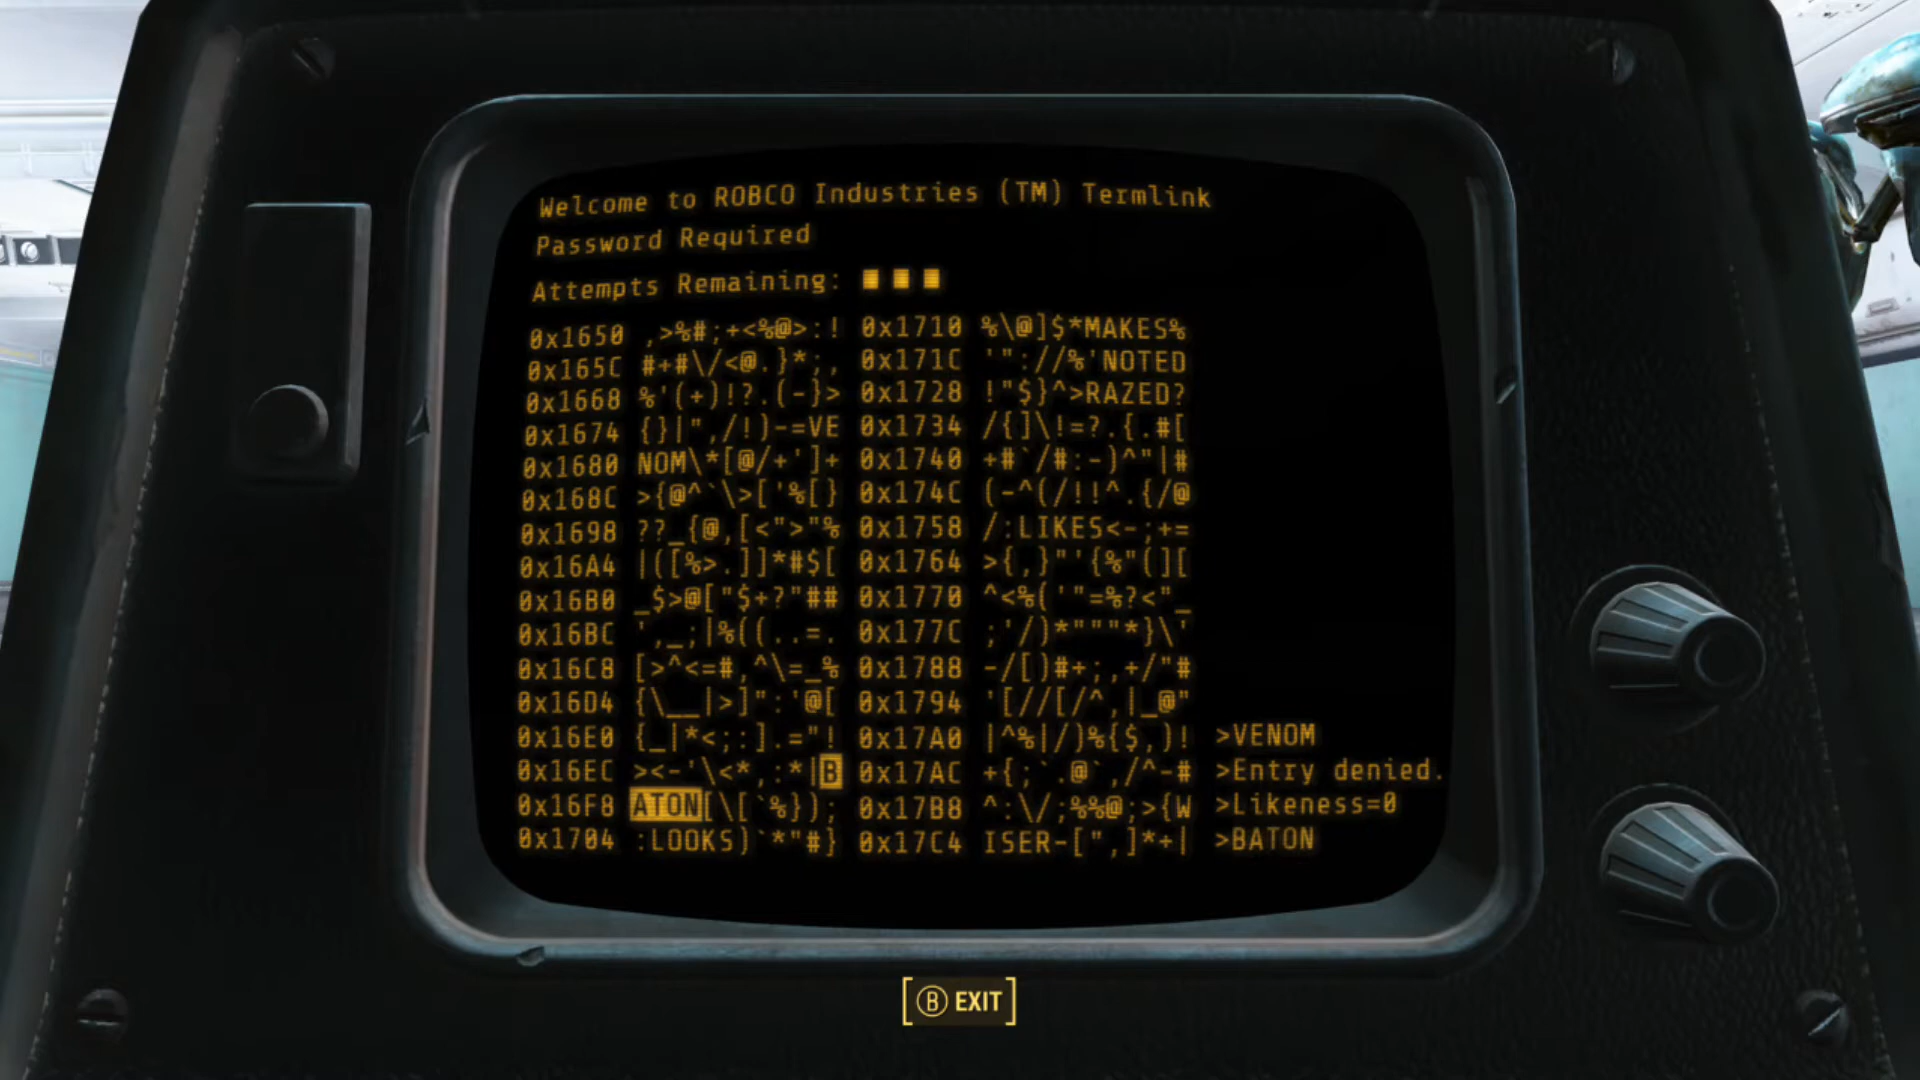 Welcome to ROBCO Industries (TM) Termlink
Password Required
Attempts Remaining: ■ ■ ■
0x1650 ,>%#;+<%@>:! 0x1710 %\@]$*MAKES%
0x165C #+#\/<@.}*;, 0x171C '"://%'NOTED
0x1668 %'(+)!?.(-}> 0x1728 !"$}^>RAZED?
0x1674 {}|",/!)-=VE 0x1734 /{]\!=?.{.#[
0x1680 NOM\*[@/+']+ 0x1740 +#`/#:-)^"|#
0x168C >{@^`\>['%[} 0x174C (-^(/!!^.{/@
0x1698 ??_{@,[<">"% 0x1758 /:LIKES<-;+=
0x16A4 |([%>.]]*#$[ 0x1764 >{,}"'{%"(][
0x16B0 _$>@["$+?"## 0x1770 ^<%('"=%?<"_
0x16BC ',_;|%((..=. 0x177C ;'/)*"""*}\'
0x16C8 [>^<=#,^\=_% 0x1788 -/[)#+;,+/"#
0x16D4 {\__|>]":'@[ 0x1794 '[//[/^,|_@"
0x16E0 {_|*<;:].="! 0x17A0 |^%|/)%{$,)! >VENOM
0x16EC ><-'\<*,:*|B 0x17AC +{;`.@`,/^-# >Entry denied.
0x16F8 ATON[\[`%}); 0x17B8 ^:\/;%%@;>{W >Likeness=0
0x1704 :LOOKS)`*"#} 0x17C4 ISER-[",]*+| >BATON
[Ⓑ EXIT]